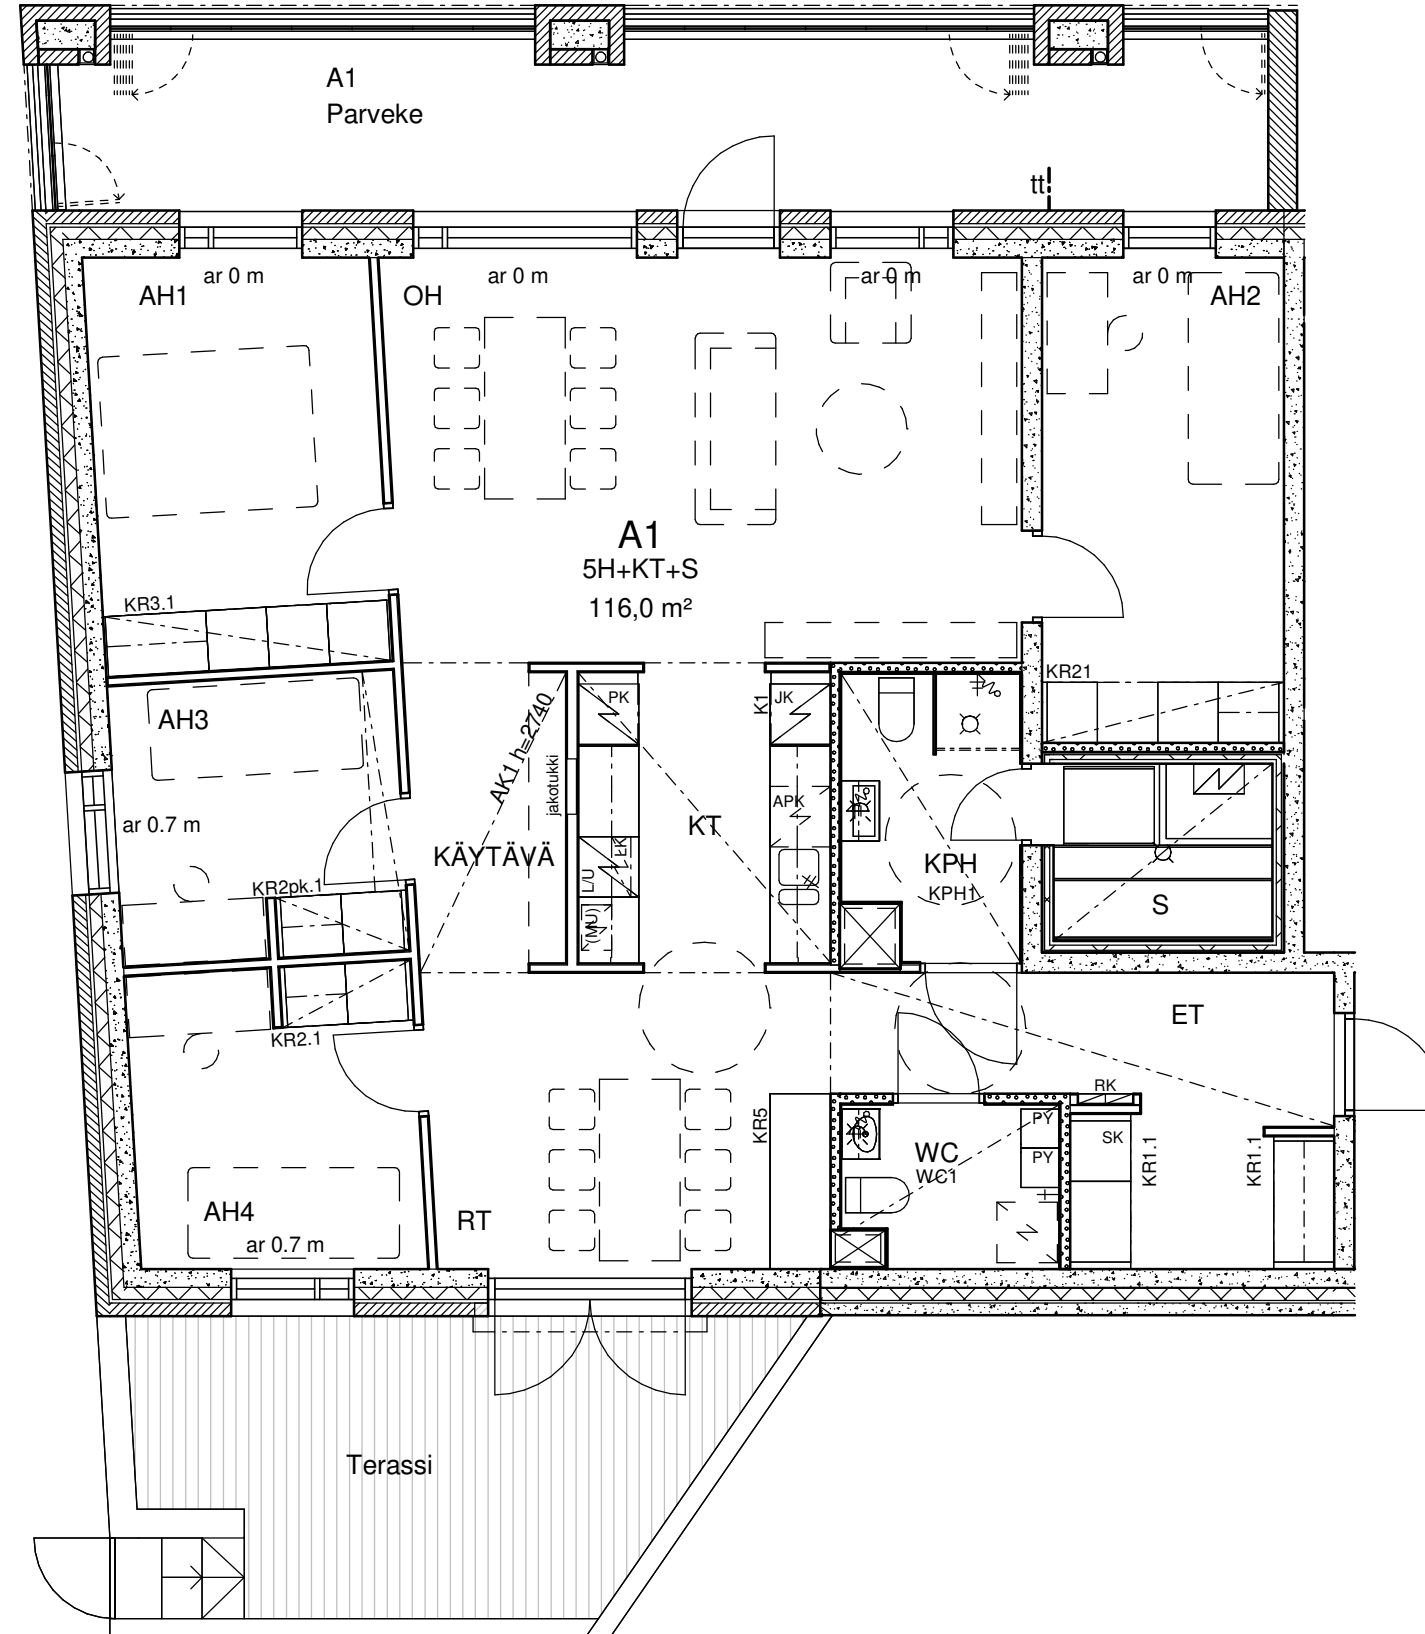 A1
Parveke
tt
ar 0 m
ar 0 m
ar 0 m
ar 0 m
AH1
OH
AH2
A1
5H+KT+S
116,0 m²
KR3.1
KR21
AH3
AK1 h=2740
PK
K1
JK
jakotukki
APK
ar 0.7 m
KT
KÄYTÄVÄ
LK
L/U
KPH
KPH1
KR2pk.1
(MU)
S
ET
KR2.1
RK
KR5
PY
SK
WC
WC1
PY
KR1.1
KR1.1
AH4
RT
ar 0.7 m
Terassi